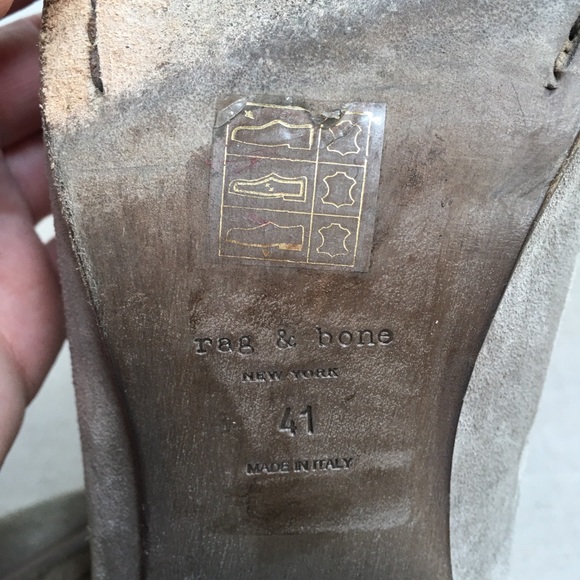 rag & bone
NEW YORK
41
MADE IN ITALY